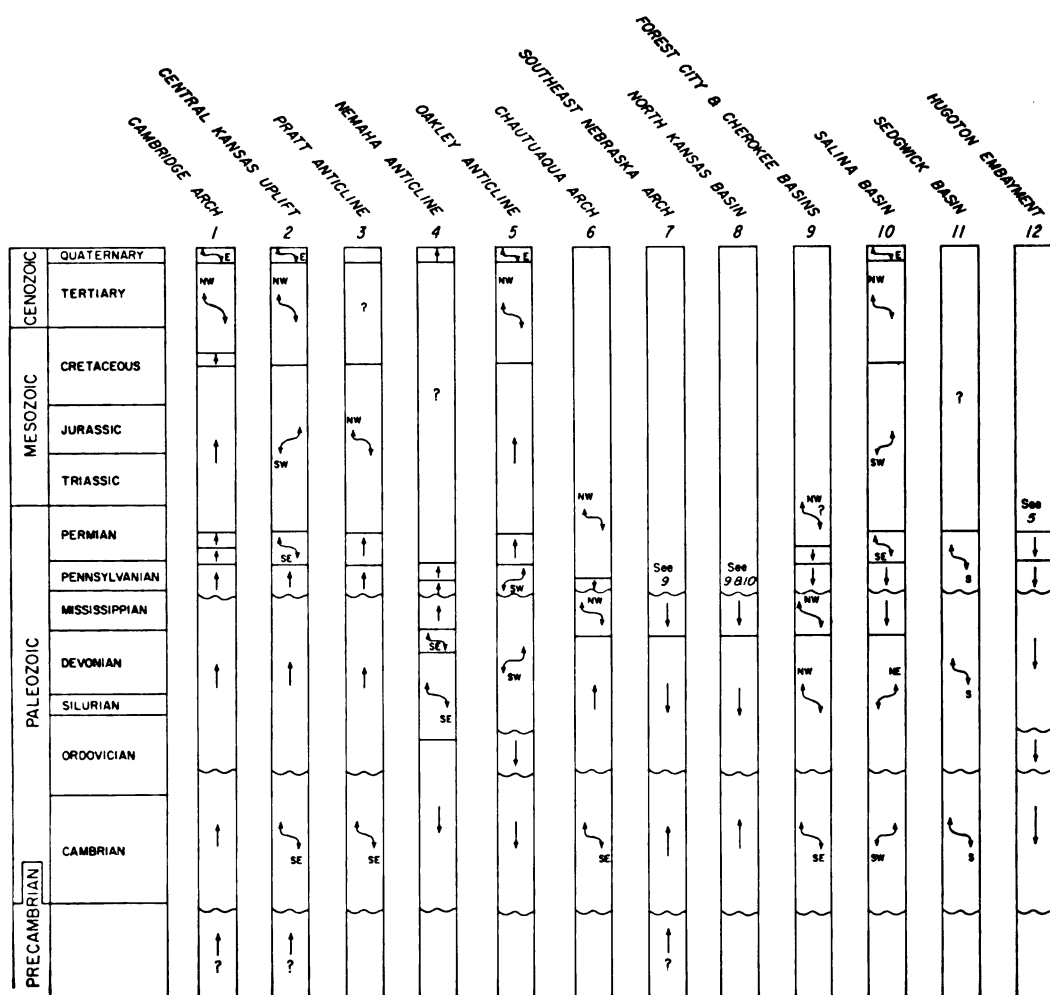 CAMBRIDGE ARCH
CENTRAL KANSAS UPLIFT
PRATT ANTICLINE
NEMAHA ANTICLINE
OAKLEY ANTICLINE
CHAUTUAQUA ARCH
SOUTHEAST NEBRASKA ARCH
NORTH KANSAS BASIN
FOREST CITY & CHEROKEE BASINS
SALINA BASIN
SEDGWICK BASIN
HUGOTON EMBAYMENT
1 2 3 4 5 6 7 8 9 10 11 12
CENOZOIC
MESOZOIC
PALEOZOIC
PRECAMBRIAN
QUATERNARY E E E E
TERTIARY NW NW ? NW NW
CRETACEOUS ? ?
JURASSIC SW NW SW
TRIASSIC
NW NW ? See 5
PERMIAN SE SE
PENNSYLVANIAN SW See 9 See 9 & 10 S
MISSISSIPPIAN NW NW
DEVONIAN SE SW NW NE S
SILURIAN SE
ORDOVICIAN
CAMBRIAN SE SE SE SE SW S
? ? ?